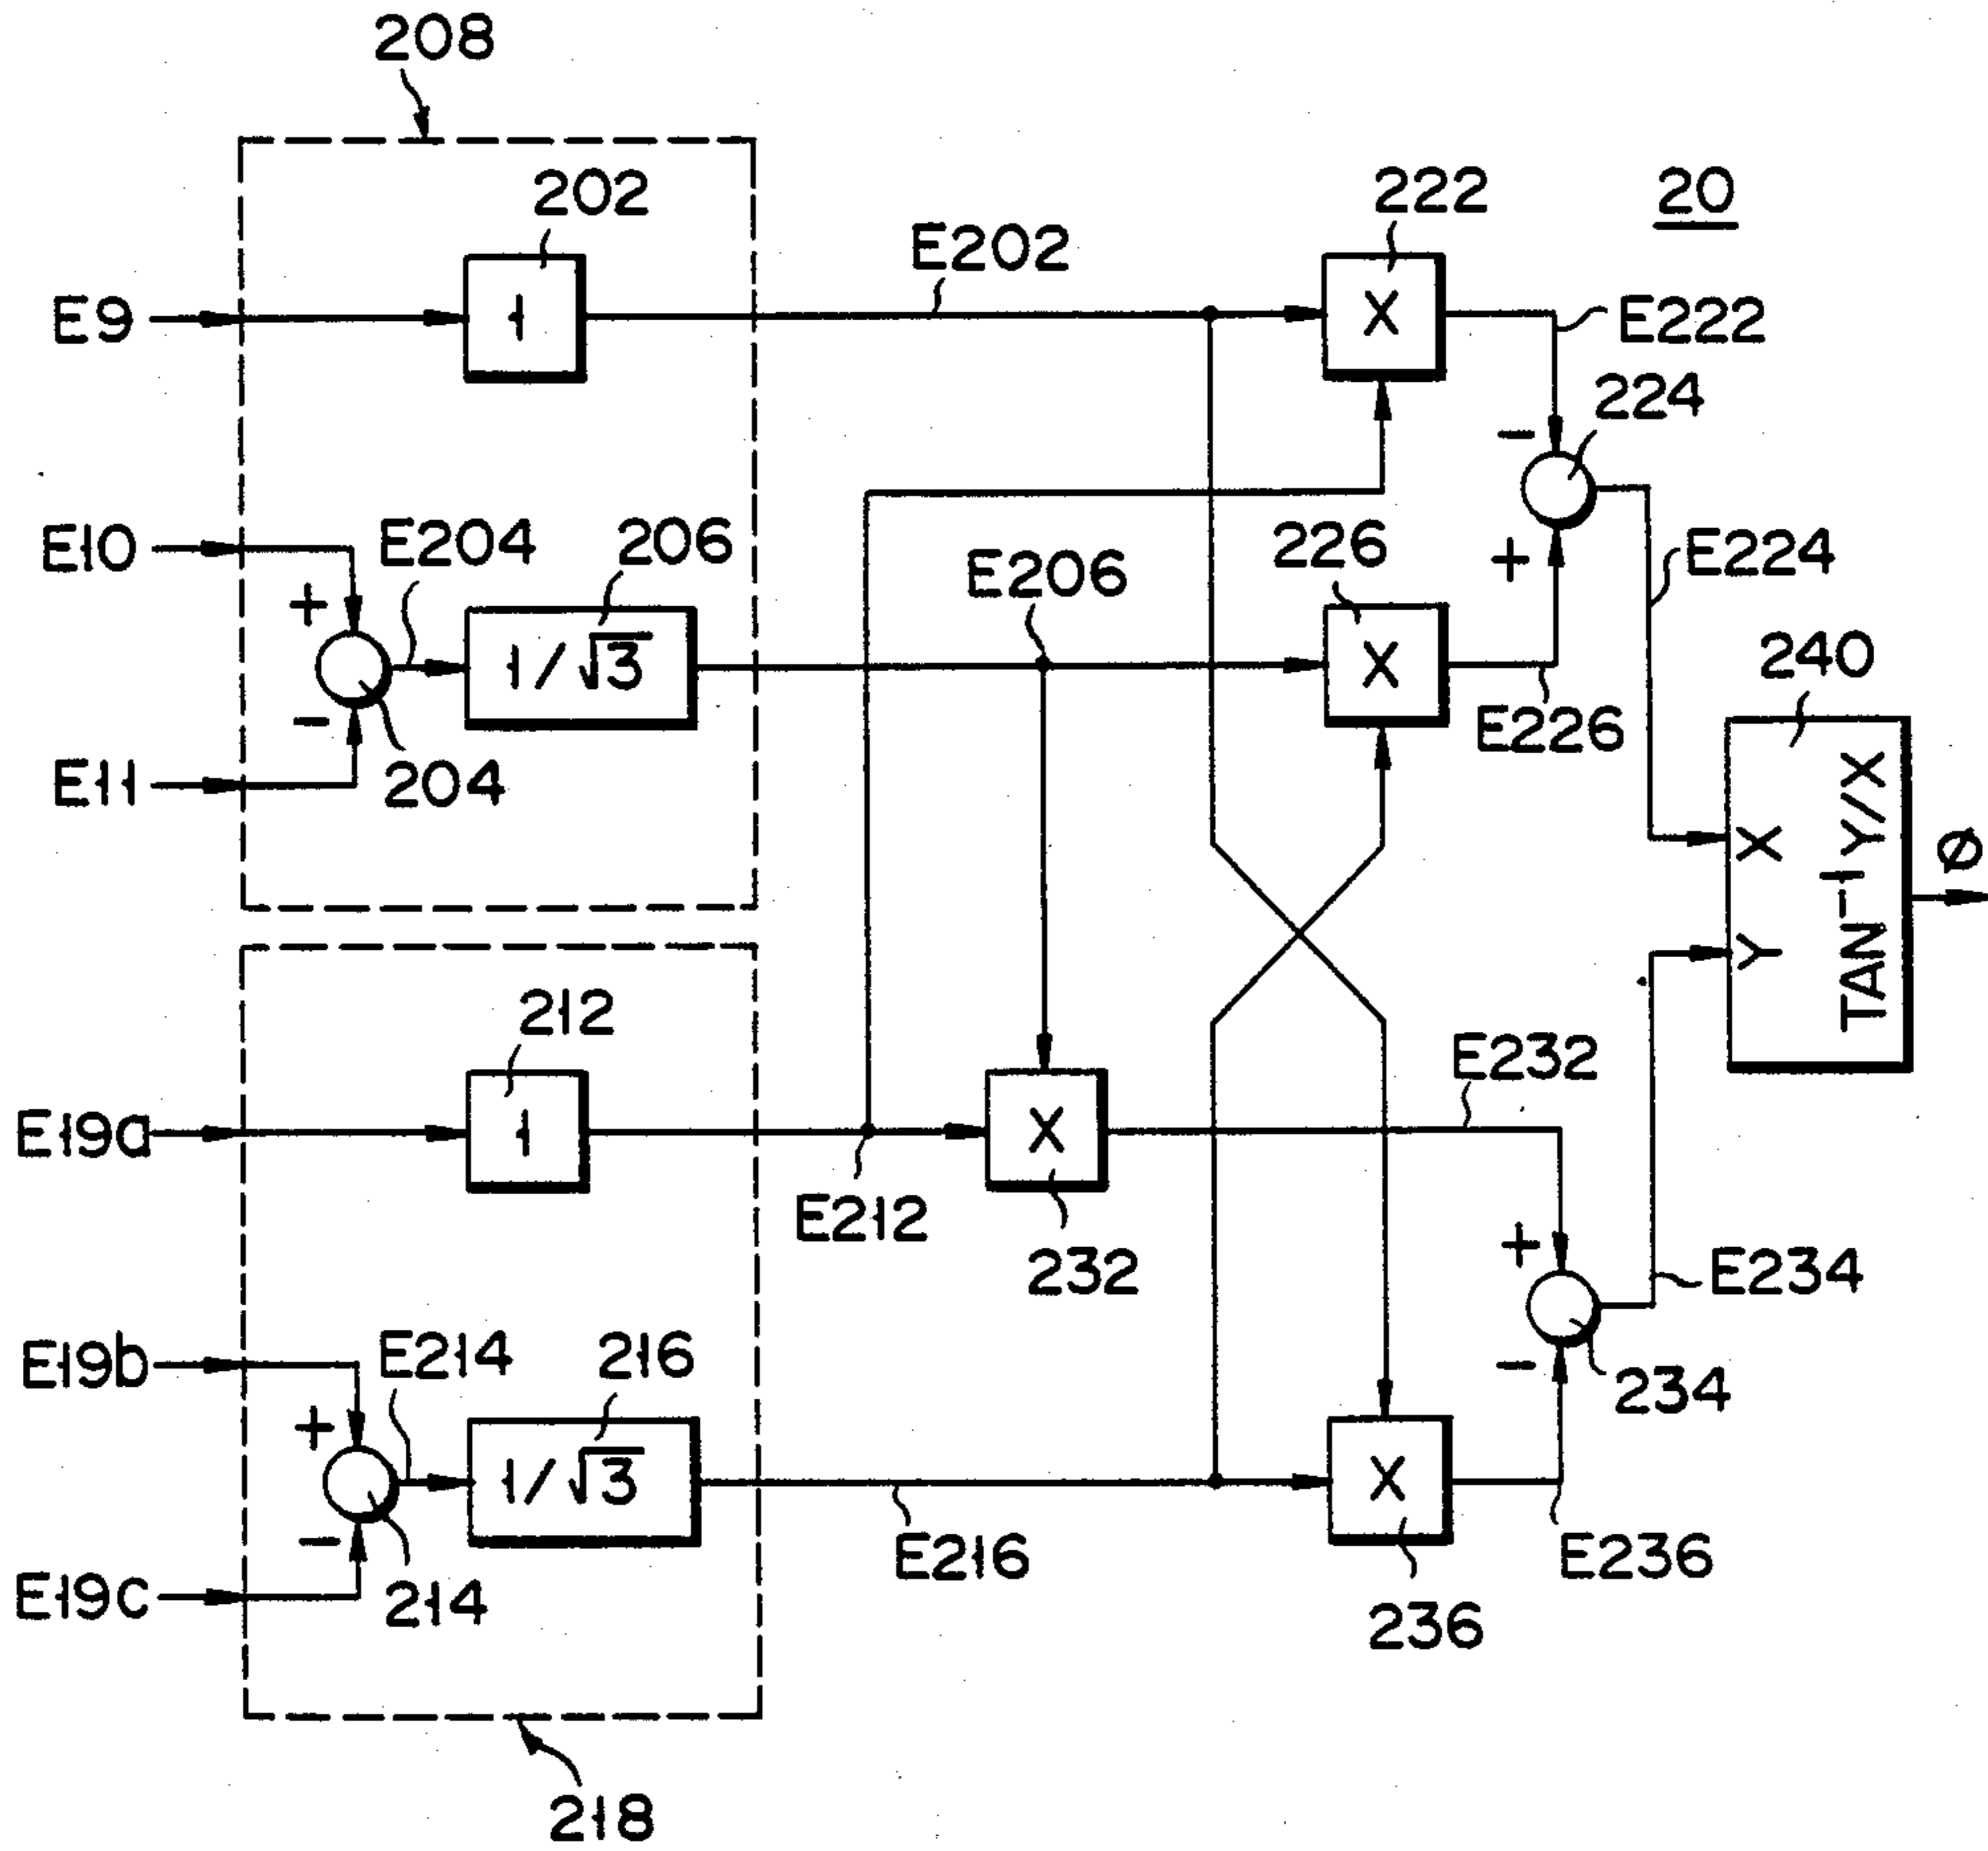 208
202
222
20
E202
E9
1
X
E222
224
-
E10
E204
206
E206
226
+
E224
+
1/√3
X
240
-
E226
E11
204
X
TAN⁻¹Y/X
Ø
Y
212
E232
E19a
1
X
E212
232
+
E234
E19b
E214
216
-
234
+
1/√3
X
-
E216
E236
E19c
214
236
218